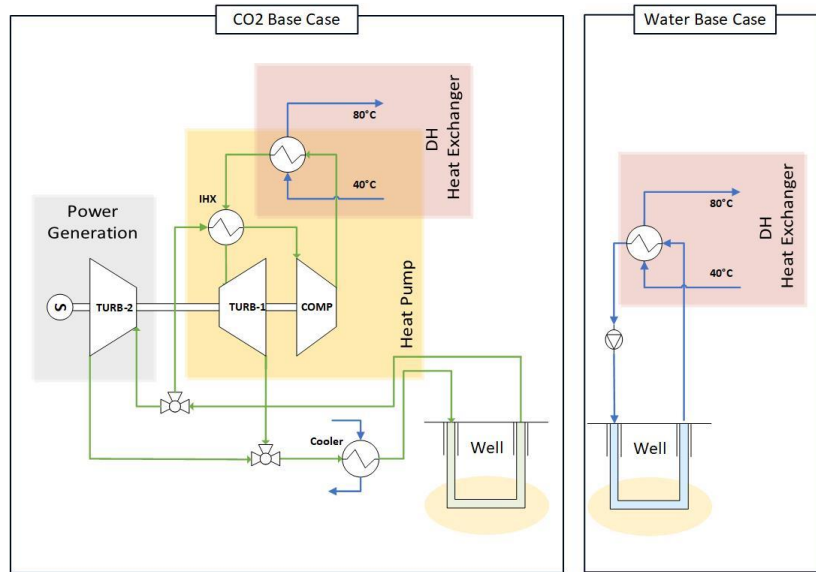 CO2 Base Case
Water Base Case
80°C
40°C
DH
Heat Exchanger
IHX
Power
Generation
TURB-2
TURB-1
COMP
S
Heat Pump
Cooler
Well
80°C
40°C
DH
Heat Exchanger
Well